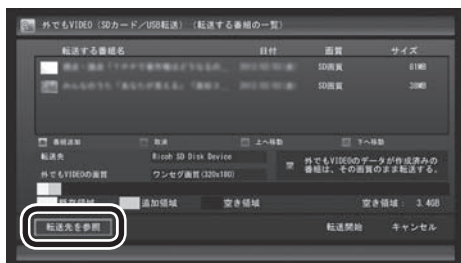 外でもVIDEO (SDカード/USB転送) (転送する番組の一覧)
転送する番組名 日付 画質 サイズ
SD画質 81MB
SD画質 38MB
番組追加 取消 上へ移動 下へ移動
転送先 Ricoh SD Disk Device
外でもVIDEOの画質 ワンセグ画質(320x180)
外でもVIDEOのデータが作成済みの
番組は、その画質のまま転送する。
既存領域 追加領域 空き領域 空き領域: 3.4GB
転送先を参照 転送開始 キャンセル